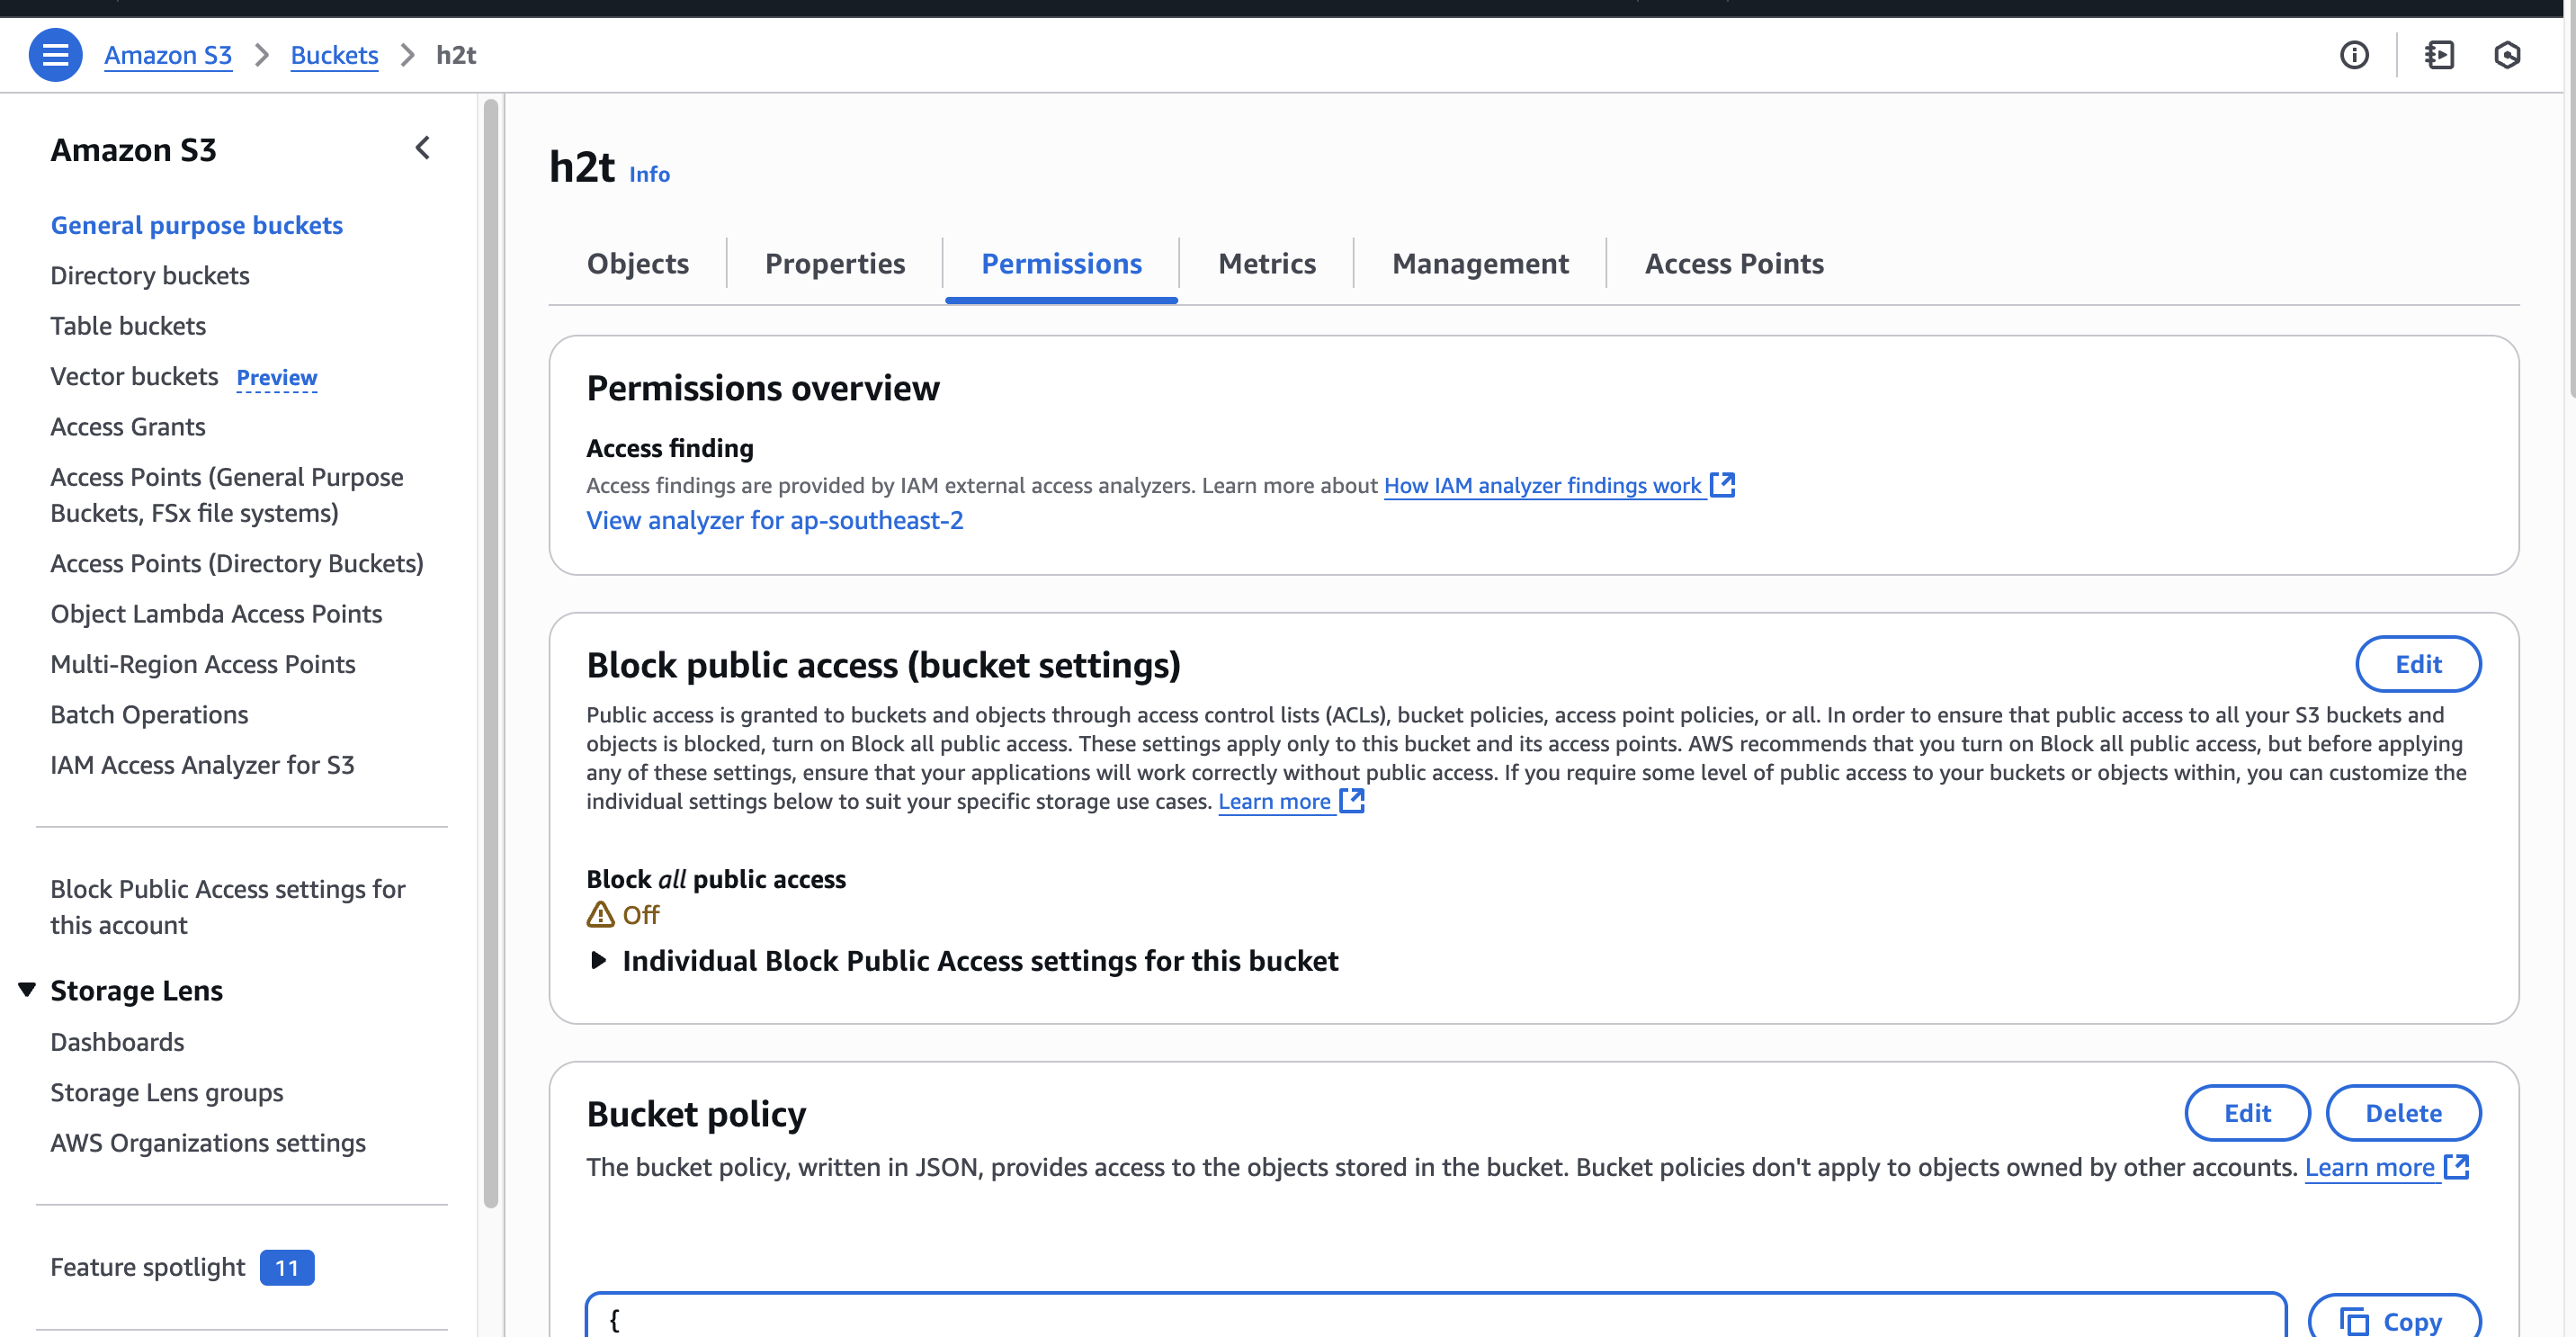 Amazon S3 > Buckets > h2t
Amazon S3
General purpose buckets
Directory buckets
Table buckets
Vector buckets Preview
Access Grants
Access Points (General Purpose
Buckets, FSx file systems)
Access Points (Directory Buckets)
Object Lambda Access Points
Multi-Region Access Points
Batch Operations
IAM Access Analyzer for S3
Block Public Access settings for
this account
Storage Lens
Dashboards
Storage Lens groups
AWS Organizations settings
Feature spotlight 11
h2t Info
Objects Properties Permissions Metrics Management Access Points
Permissions overview
Access finding
Access findings are provided by IAM external access analyzers. Learn more about How IAM analyzer findings work
View analyzer for ap-southeast-2
Block public access (bucket settings)
Edit
Public access is granted to buckets and objects through access control lists (ACLs), bucket policies, access point policies, or all. In order to ensure that public access to all your S3 buckets and
objects is blocked, turn on Block all public access. These settings apply only to this bucket and its access points. AWS recommends that you turn on Block all public access, but before applying
any of these settings, ensure that your applications will work correctly without public access. If you require some level of public access to your buckets or objects within, you can customize the
individual settings below to suit your specific storage use cases. Learn more
Block all public access
Off
Individual Block Public Access settings for this bucket
Bucket policy
Edit Delete
The bucket policy, written in JSON, provides access to the objects stored in the bucket. Bucket policies don't apply to objects owned by other accounts. Learn more
{
Copy